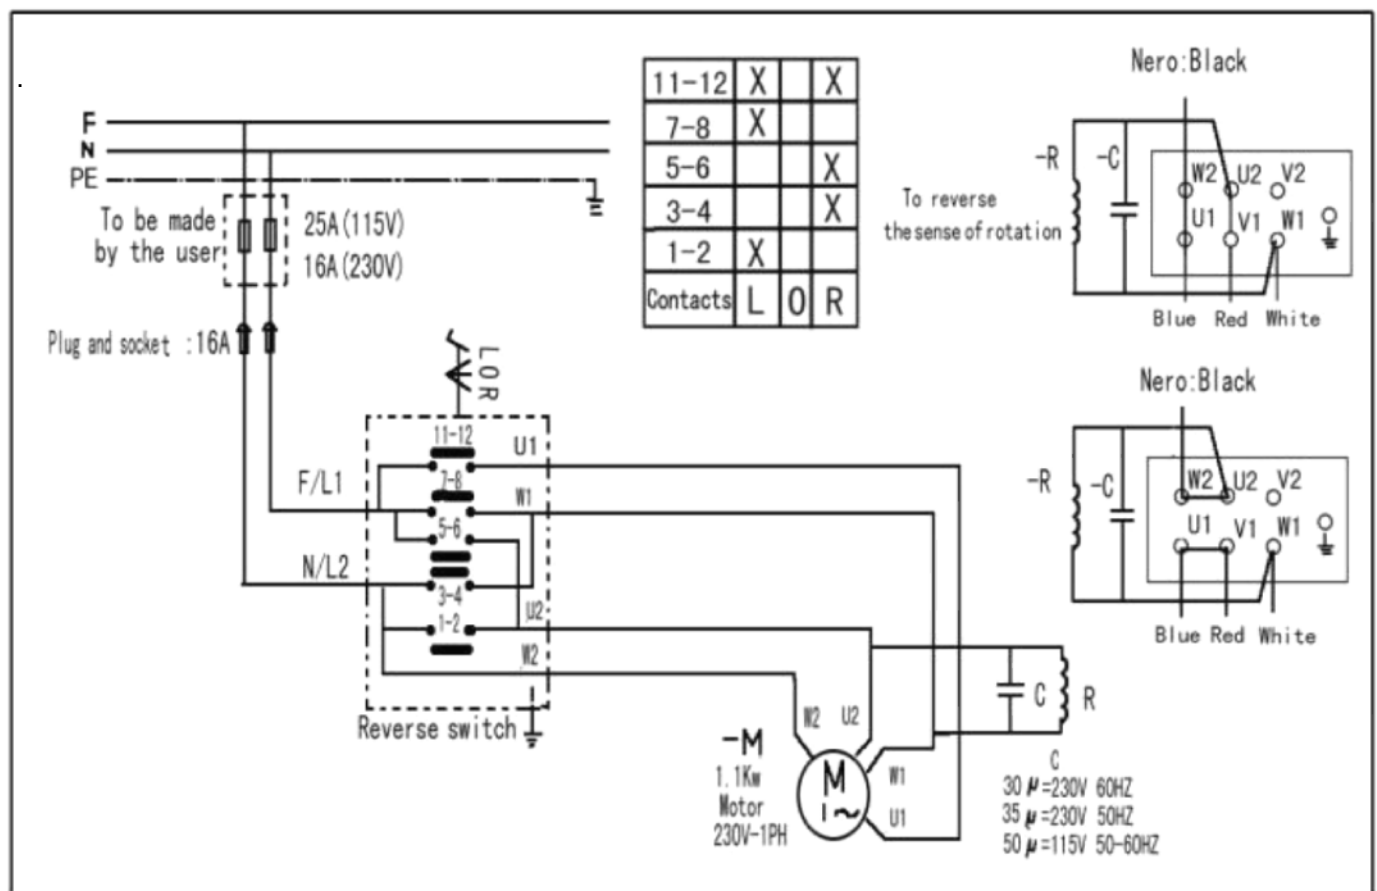 F
N
PE
To be made
by the user
25A(115V)
16A(230V)
Plug and socket :16A
11-12 X X
7-8 X
5-6 X
3-4 X
1-2 X
Contacts L O R
Nero:Black
-R
-C
W2 U2 V2
U1 V1 W1
Blue Red White
To reverse
the sense of rotation
Nero:Black
-R
-C
W2 U2 V2
U1 V1 W1
Blue Red White
L O R
11-12
U1
7-8
F/L1
W1
5-6
N/L2
3-4
U2
1-2
W2
Reverse switch
W2 U2
-M
1.1Kw
Motor
230V-1PH
M
1~
W1
U1
C
R
C
30 μ=230V 60HZ
35 μ=230V 50HZ
50 μ=115V 50-60HZ